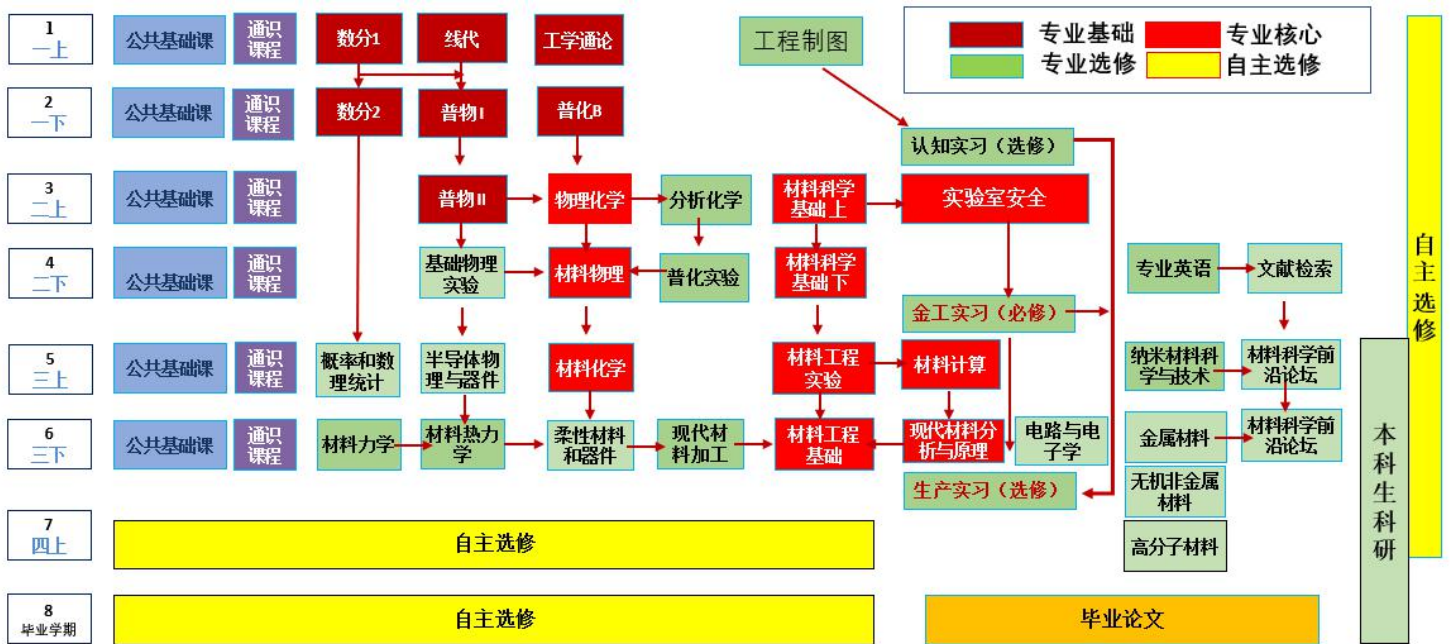 1
一上
公共基础课
通识
课程
数分1
线代
工学通论
工程制图
专业基础
专业核心
专业选修
自主选修
2
一下
公共基础课
通识
课程
数分2
普物I
普化B
认知实习（选修）
3
二上
公共基础课
通识
课程
普物II
物理化学
分析化学
材料科学
基础上
实验室安全
4
二下
公共基础课
通识
课程
基础物理
实验
材料物理
普化实验
材料科学
基础下
金工实习（必修）
专业英语
文献检索
5
三上
公共基础课
通识
课程
概率和数
理统计
半导体物
理与器件
材料化学
材料工程
实验
材料计算
纳米材料科
学与技术
材料科学前
沿论坛
6
三下
公共基础课
通识
课程
材料力学
材料热力
学
柔性材料
和器件
现代材
料加工
材料工程
基础
现代材料分
析与原理
电路与电
子学
金属材料
材料科学前
沿论坛
生产实习（选修）
无机非金属
材料
7
四上
自主选修
高分子材料
8
毕业学期
自主选修
毕业论文
本科生科研
自主选修